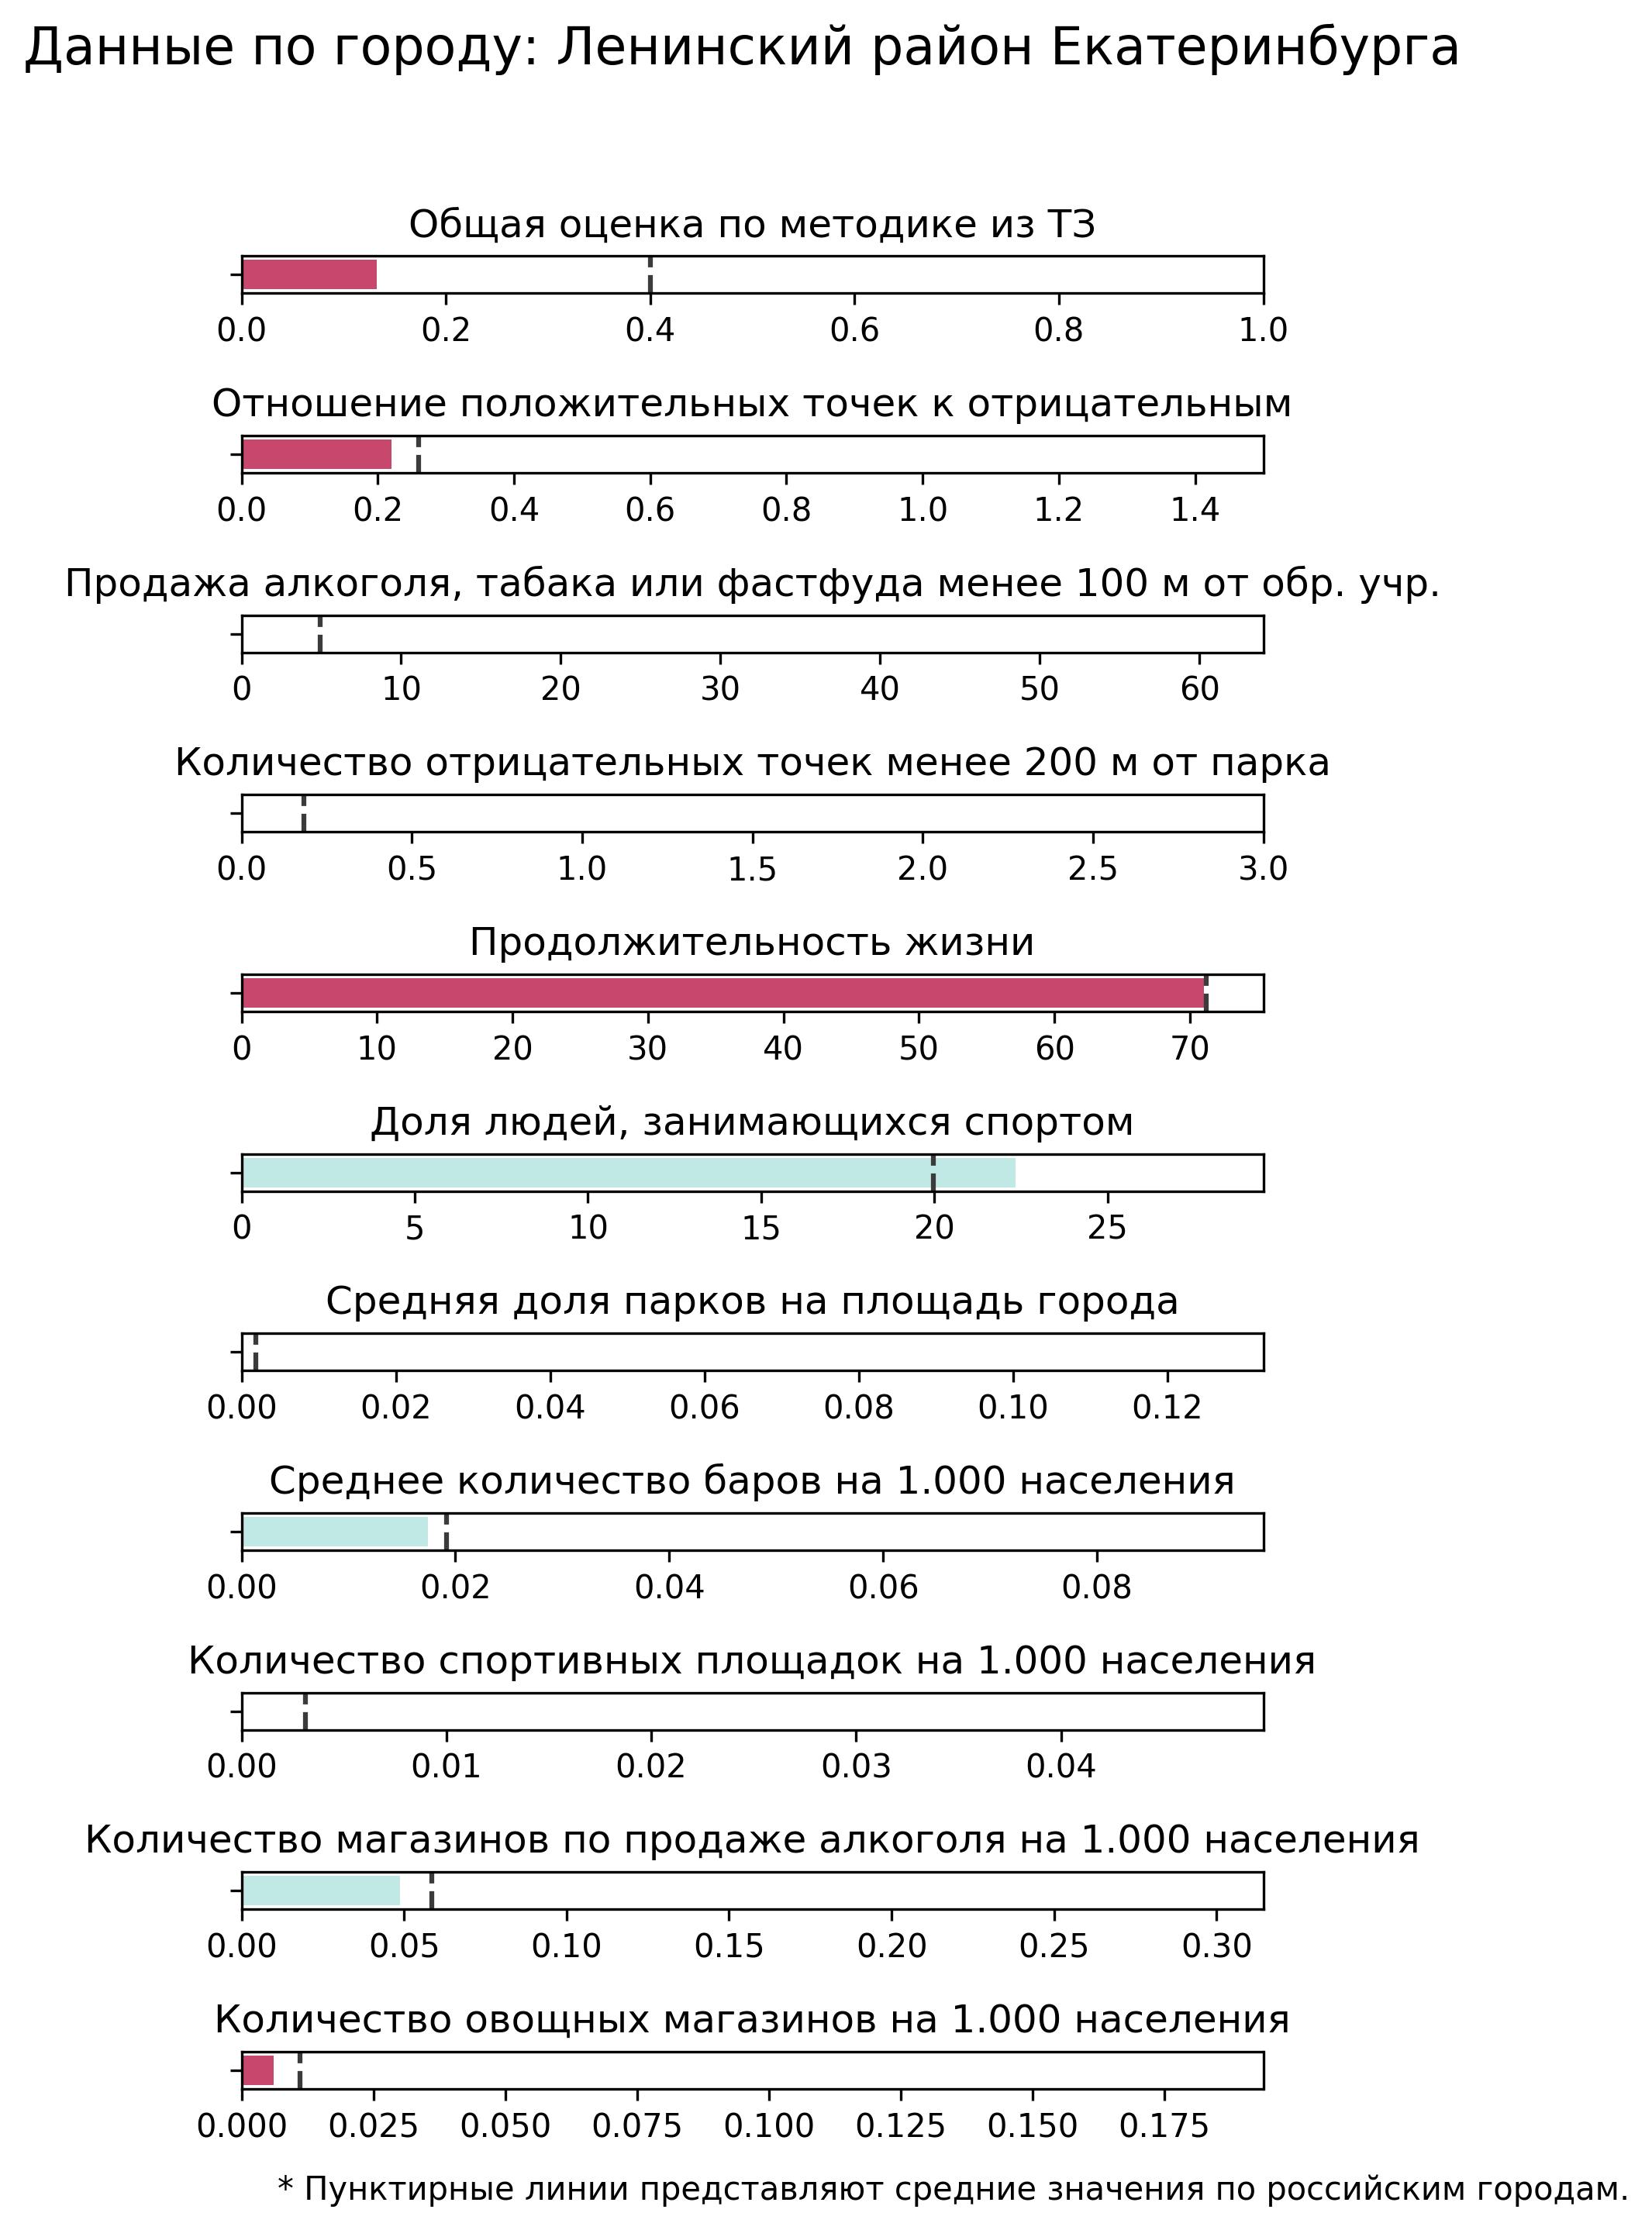 Данные по городу: Ленинский район Екатеринбурга
Общая оценка по методике из ТЗ
0.0 0.2 0.4 0.6 0.8 1.0
Отношение положительных точек к отрицательным
0.0 0.2 0.4 0.6 0.8 1.0 1.2 1.4
Продажа алкоголя, табака или фастфуда менее 100 м от обр. учр.
0 10 20 30 40 50 60
Количество отрицательных точек менее 200 м от парка
0.0 0.5 1.0 1.5 2.0 2.5 3.0
Продолжительность жизни
0 10 20 30 40 50 60 70
Доля людей, занимающихся спортом
0 5 10 15 20 25
Средняя доля парков на площадь города
0.00 0.02 0.04 0.06 0.08 0.10 0.12
Среднее количество баров на 1.000 населения
0.00 0.02 0.04 0.06 0.08
Количество спортивных площадок на 1.000 населения
0.00 0.01 0.02 0.03 0.04
Количество магазинов по продаже алкоголя на 1.000 населения
0.00 0.05 0.10 0.15 0.20 0.25 0.30
Количество овощных магазинов на 1.000 населения
0.000 0.025 0.050 0.075 0.100 0.125 0.150 0.175
* Пунктирные линии представляют средние значения по российским городам.